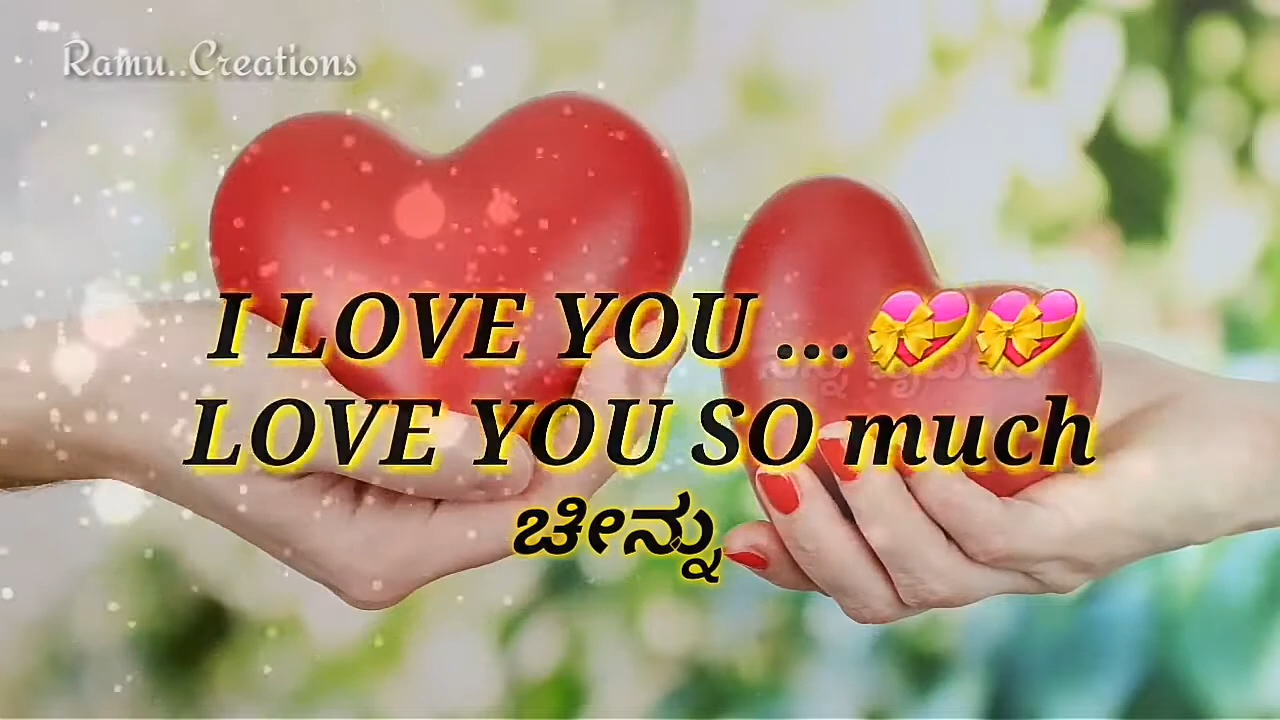 Ramu..Creations
I LOVE YOU ... 💝💝
LOVE YOU SO much
ಚೀನ್ನು